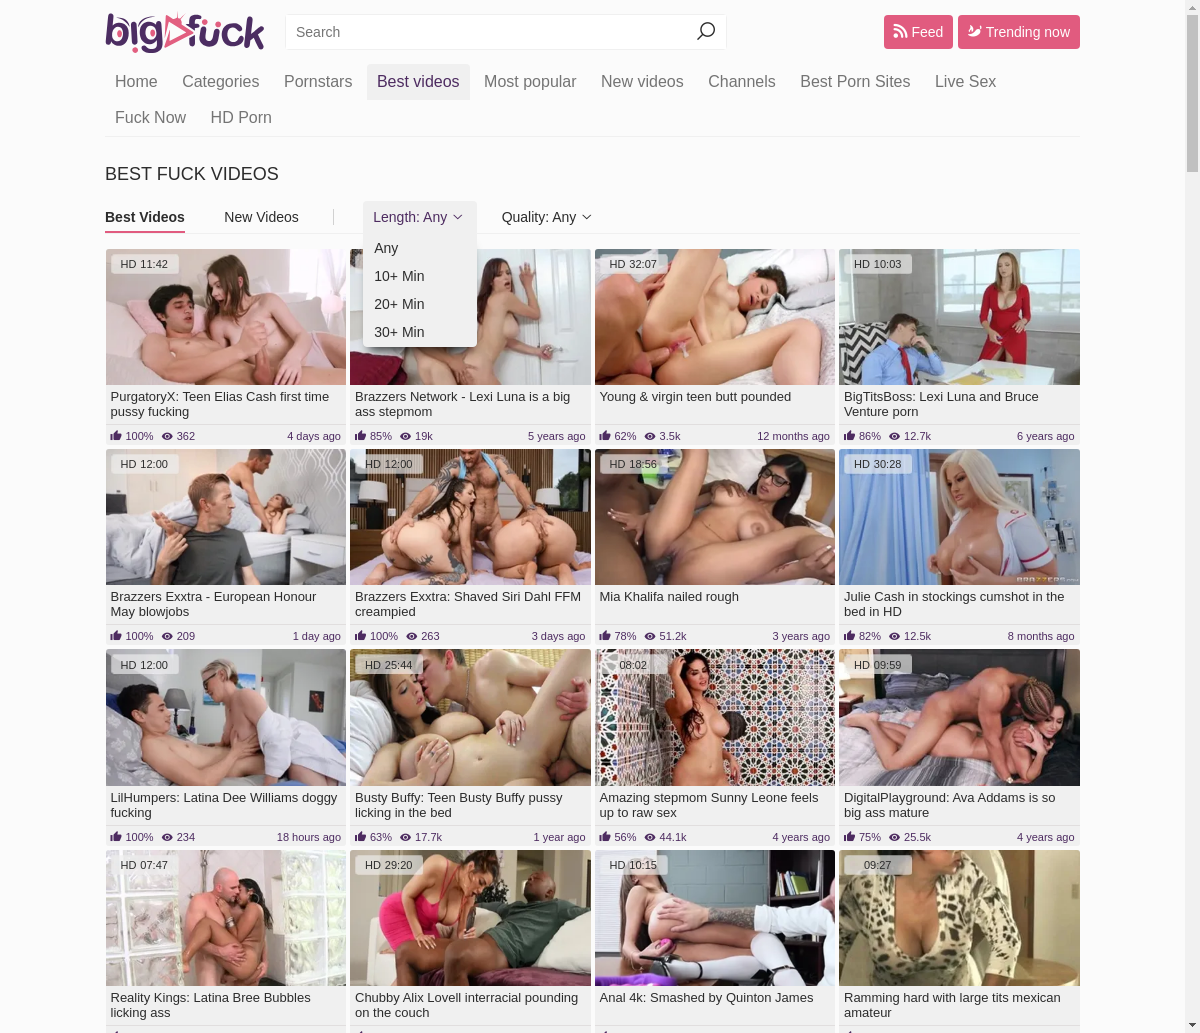 bigfuck
Search
Feed
Trending now
Home Categories Pornstars Best videos Most popular New videos Channels Best Porn Sites Live Sex
Fuck Now HD Porn
BEST FUCK VIDEOS
Best Videos New Videos Length: Any Quality: Any
Any
10+ Min
20+ Min
30+ Min
HD 11:42
HD 32:07
HD 10:03
PurgatoryX: Teen Elias Cash first time
pussy fucking
100% 362 4 days ago
Brazzers Network - Lexi Luna is a big
ass stepmom
85% 19k 5 years ago
Young & virgin teen butt pounded
62% 3.5k 12 months ago
BigTitsBoss: Lexi Luna and Bruce
Venture porn
86% 12.7k 6 years ago
HD 12:00
HD 12:00
HD 18:56
HD 30:28
BRAZZERS
Brazzers Exxtra - European Honour
May blowjobs
100% 209 1 day ago
Brazzers Exxtra: Shaved Siri Dahl FFM
creampied
100% 263 3 days ago
Mia Khalifa nailed rough
78% 51.2k 3 years ago
Julie Cash in stockings cumshot in the
bed in HD
82% 12.5k 8 months ago
HD 12:00
HD 25:44
08:02
HD 09:59
LilHumpers: Latina Dee Williams doggy
fucking
100% 234 18 hours ago
Busty Buffy: Teen Busty Buffy pussy
licking in the bed
63% 17.7k 1 year ago
Amazing stepmom Sunny Leone feels
up to raw sex
56% 44.1k 4 years ago
DigitalPlayground: Ava Addams is so
big ass mature
75% 25.5k 4 years ago
HD 07:47
HD 29:20
HD 10:15
09:27
Reality Kings: Latina Bree Bubbles
licking ass
Chubby Alix Lovell interracial pounding
on the couch
Anal 4k: Smashed by Quinton James
Ramming hard with large tits mexican
amateur